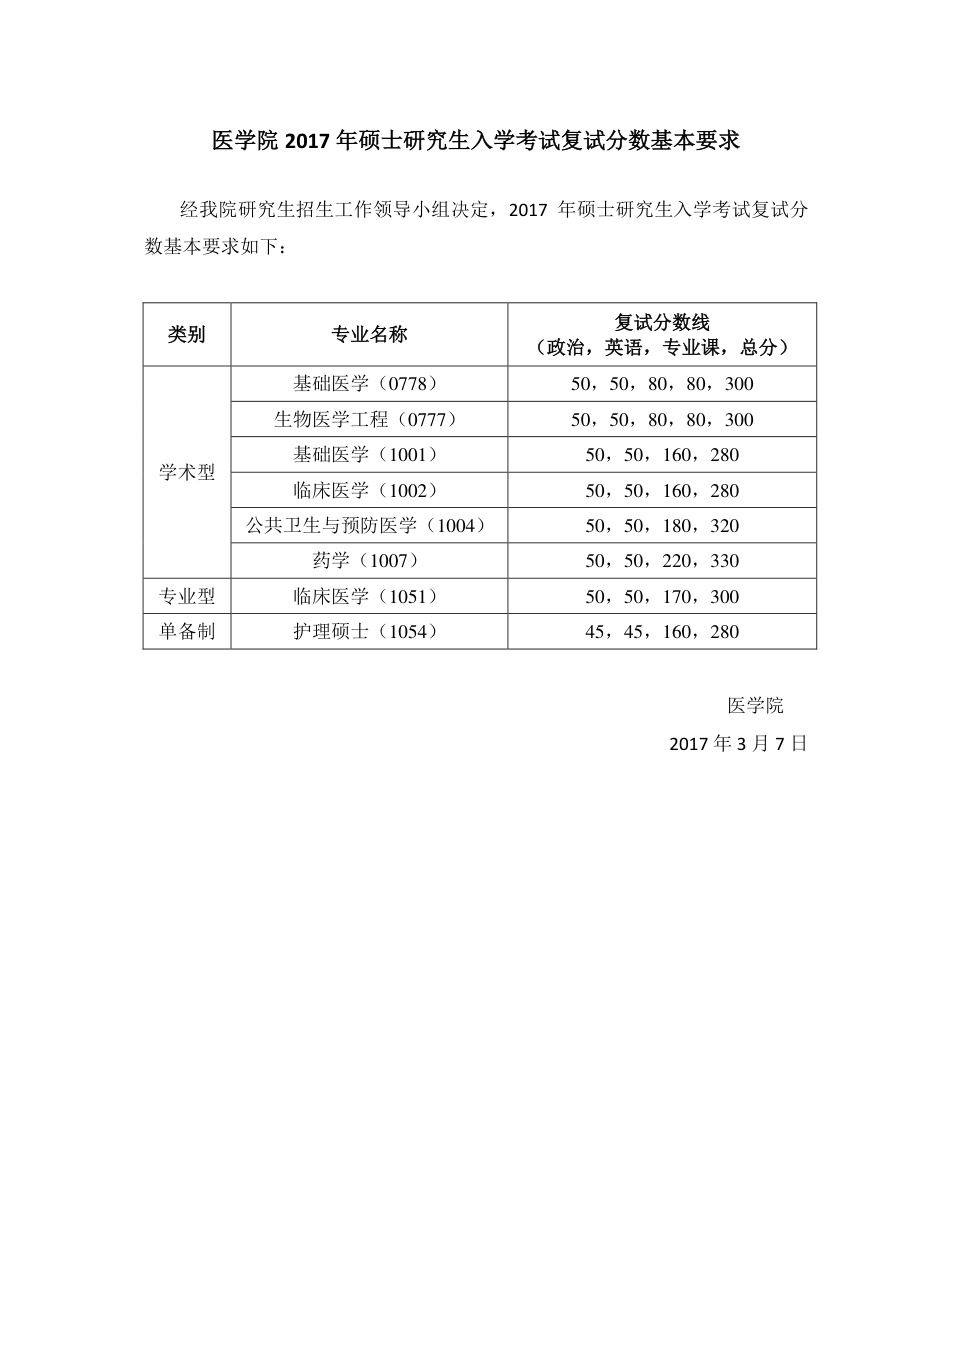 医学院 2017 年硕士研究生入学考试复试分数基本要求
经我院研究生招生工作领导小组决定，2017 年硕士研究生入学考试复试分
数基本要求如下：
类别 专业名称 复试分数线
（政治，英语，专业课，总分）
学术型
基础医学（0778） 50，50，80，80，300
生物医学工程（0777） 50，50，80，80，300
基础医学（1001） 50，50，160，280
临床医学（1002） 50，50，160，280
公共卫生与预防医学（1004） 50，50，180，320
药学（1007） 50，50，220，330
专业型 临床医学（1051） 50，50，170，300
单备制 护理硕士（1054） 45，45，160，280
医学院
2017 年 3 月 7 日